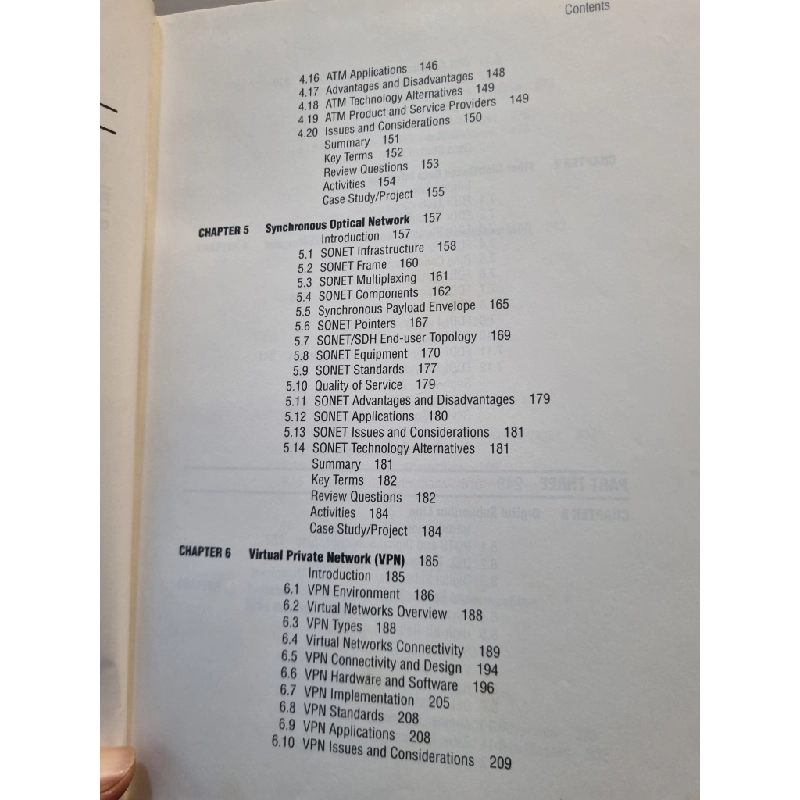 Contents
4.16 ATM Applications 146
4.17 Advantages and Disadvantages 148
4.18 ATM Technology Alternatives 149
4.19 ATM Product and Service Providers 149
4.20 Issues and Considerations 150
Summary 151
Key Terms 152
Review Questions 153
Activities 154
Case Study/Project 155
CHAPTER 5 Synchronous Optical Network 157
Introduction 157
5.1 SONET Infrastructure 158
5.2 SONET Frame 160
5.3 SONET Multiplexing 161
5.4 SONET Components 162
5.5 Synchronous Payload Envelope 165
5.6 SONET Pointers 167
5.7 SONET/SDH End-user Topology 169
5.8 SONET Equipment 170
5.9 SONET Standards 177
5.10 Quality of Service 179
5.11 SONET Advantages and Disadvantages 179
5.12 SONET Applications 180
5.13 SONET Issues and Considerations 181
5.14 SONET Technology Alternatives 181
Summary 181
Key Terms 182
Review Questions 182
Activities 184
Case Study/Project 184
CHAPTER 6 Virtual Private Network (VPN) 185
Introduction 185
6.1 VPN Environment 186
6.2 Virtual Networks Overview 188
6.3 VPN Types 188
6.4 Virtual Networks Connectivity 189
6.5 VPN Connectivity and Design 194
6.6 VPN Hardware and Software 196
6.7 VPN Implementation 205
6.8 VPN Standards 208
6.9 VPN Applications 208
6.10 VPN Issues and Considerations 209